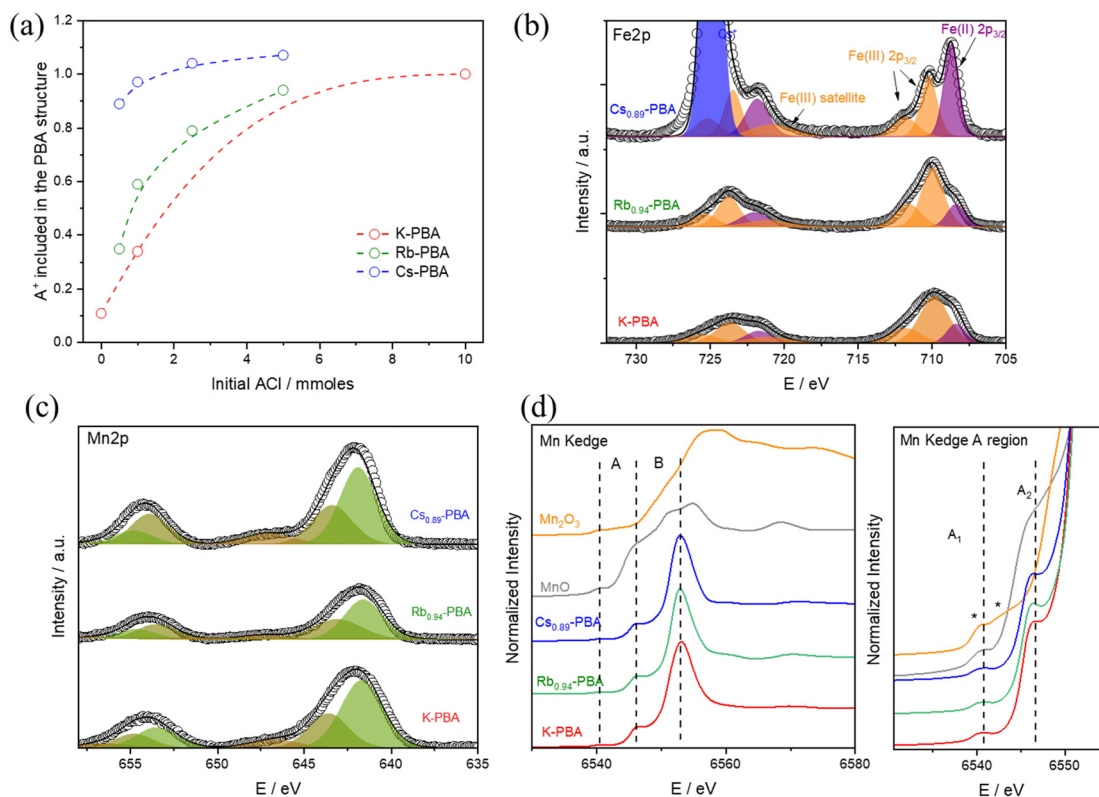 (a)
A⁺ included in the PBA structure
1.2
1.0
0.8
0.6
0.4
0.2
0.0
K-PBA
Rb-PBA
Cs-PBA
0 2 4 6 8 10
Initial ACl / mmoles
(b)
Fe2p
Cs⁺
Fe(II) 2p₃/₂
Fe(III) 2p₃/₂
Fe(III) satellite
Cs₀.₈₉-PBA
Rb₀.₉₄-PBA
K-PBA
Intensity / a.u.
730 725 720 715 710 705
E / eV
(c)
Mn2p
Cs₀.₈₉-PBA
Rb₀.₉₄-PBA
K-PBA
Intensity / a.u.
655 650 645 640 635
E / eV
(d)
Mn Kedge
A B
Mn₂O₃
MnO
Cs₀.₈₉-PBA
Rb₀.₉₄-PBA
K-PBA
Normalized Intensity
6540 6560 6580
E / eV
Mn Kedge A region
A₂
A₁
* *
Normalized Intensity
6540 6550
E / eV